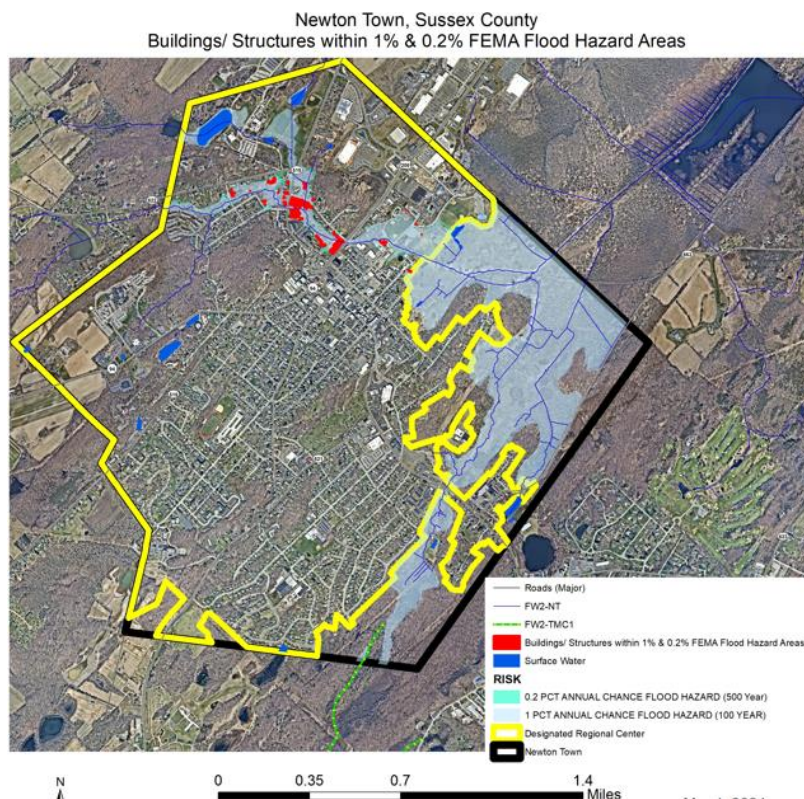 Newton Town, Sussex County
Buildings/ Structures within 1% & 0.2% FEMA Flood Hazard Areas
Roads (Major)
FW2-NT
FW2-TMC1
Buildings/ Structures within 1% & 0.2% FEMA Flood Hazard Areas
Surface Water
RISK
0.2 PCT ANNUAL CHANCE FLOOD HAZARD (500 Year)
1 PCT ANNUAL CHANCE FLOOD HAZARD (100 YEAR)
Designated Regional Center
Newton Town
N
0 0.35 0.7 1.4
Miles